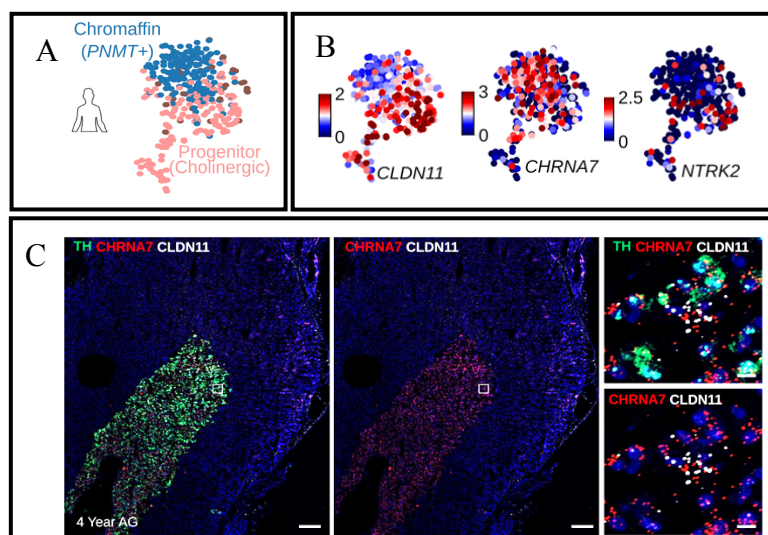 A
Chromaffin
(PNMT+)
Progenitor
(Cholinergic)
B
2
0
CLDN11
3
0
CHRNA7
2.5
0
NTRK2
C
TH CHRNA7 CLDN11
4 Year AG
CHRNA7 CLDN11
TH CHRNA7 CLDN11
CHRNA7 CLDN11